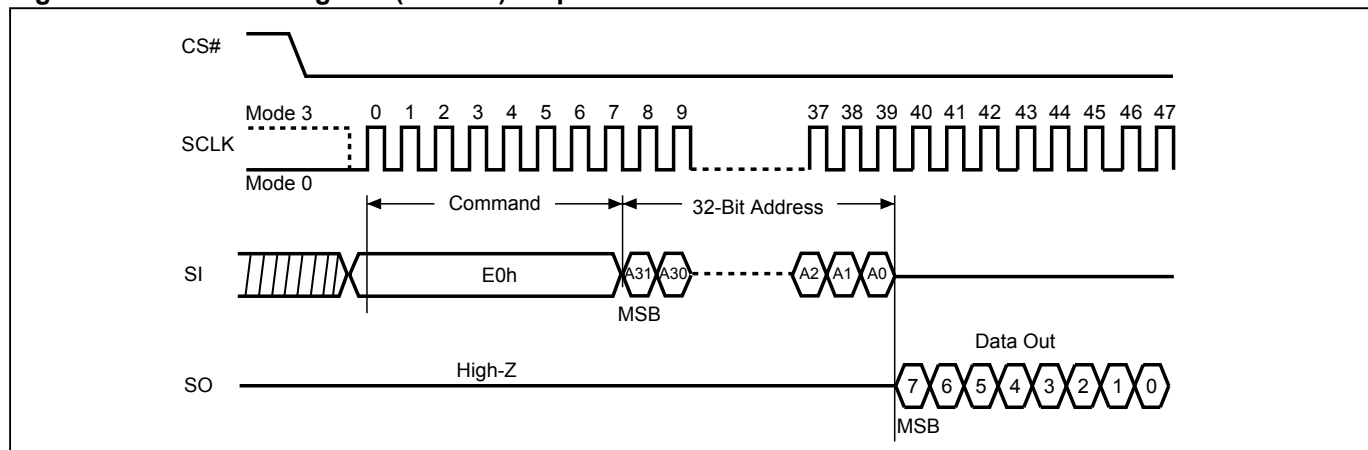 CS#
Mode 3 0 1 2 3 4 5 6 7 8 9 37 38 39 40 41 42 43 44 45 46 47
SCLK
Mode 0
Command 32-Bit Address
SI E0h A31 A30 A2 A1 A0
MSB
Data Out
High-Z
SO 7 6 5 4 3 2 1 0
MSB